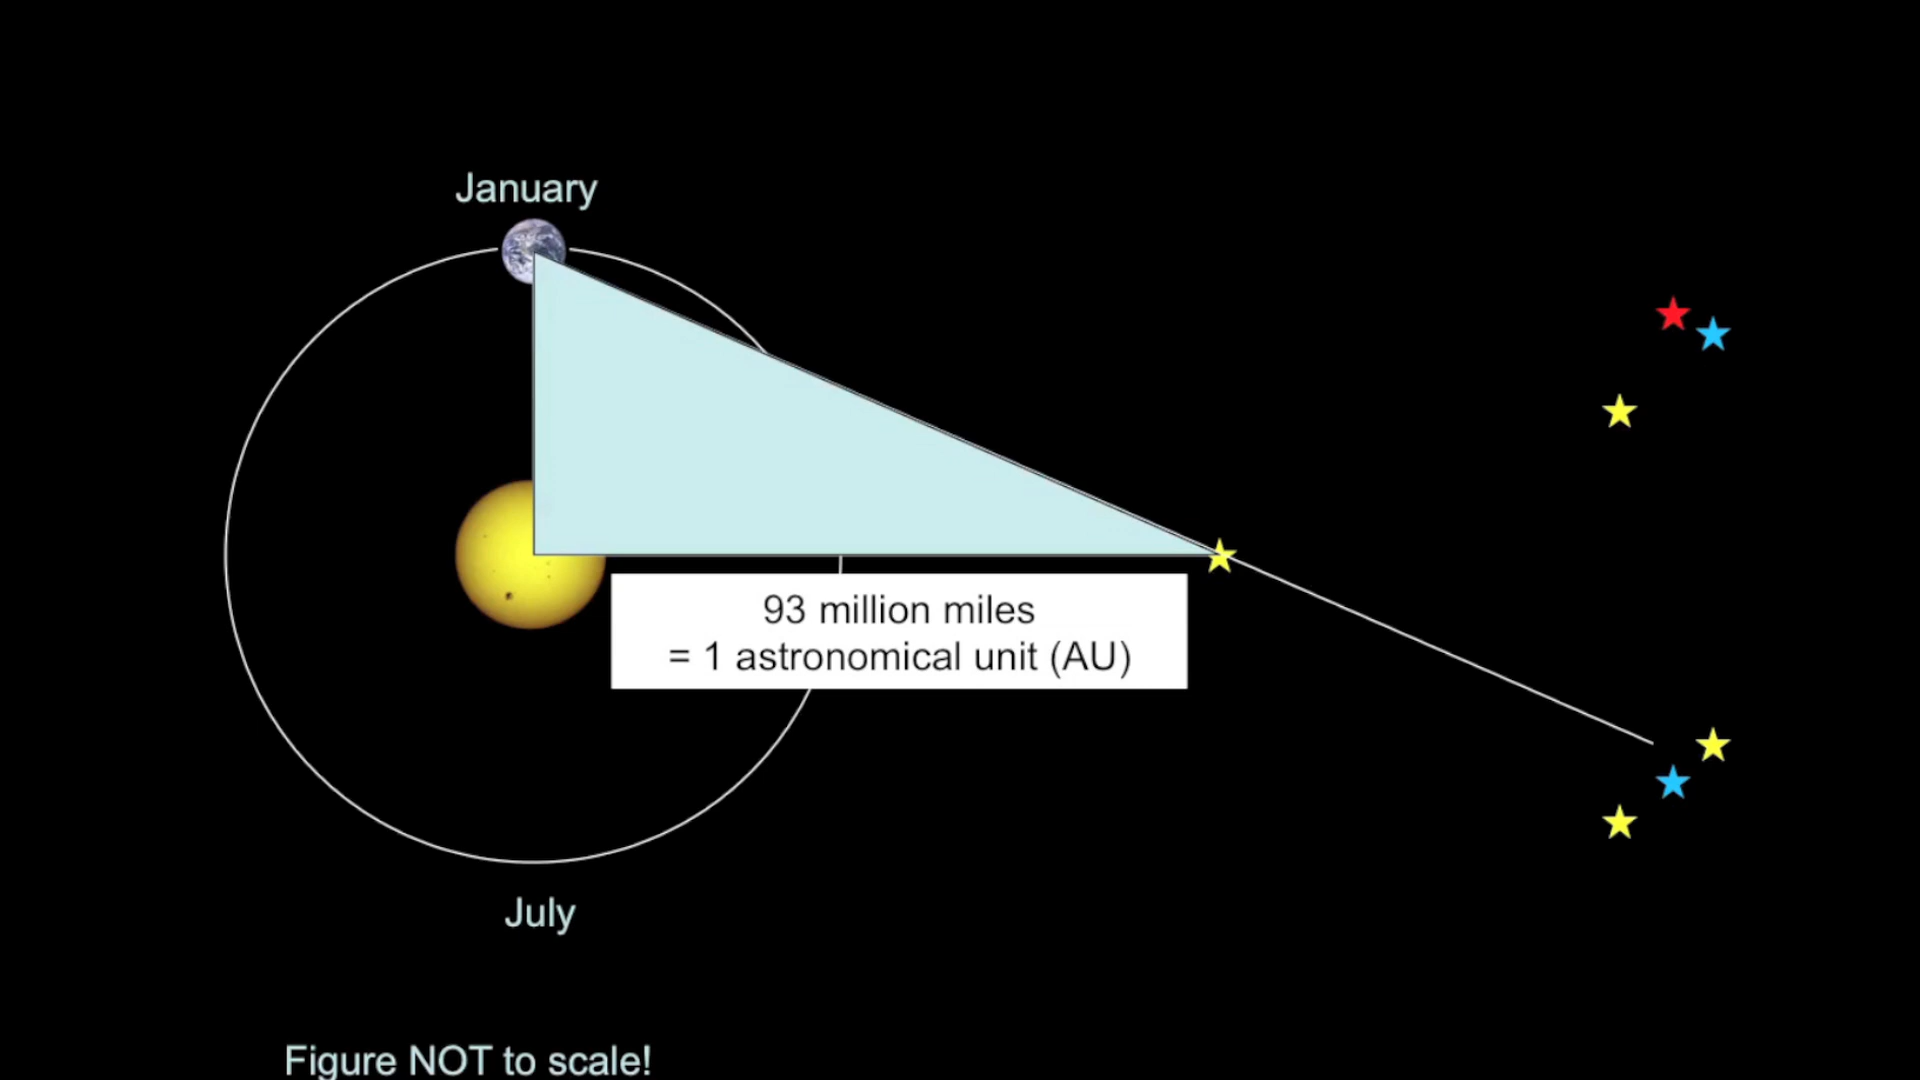 January
93 million miles
= 1 astronomical unit (AU)
July
Figure NOT to scale!